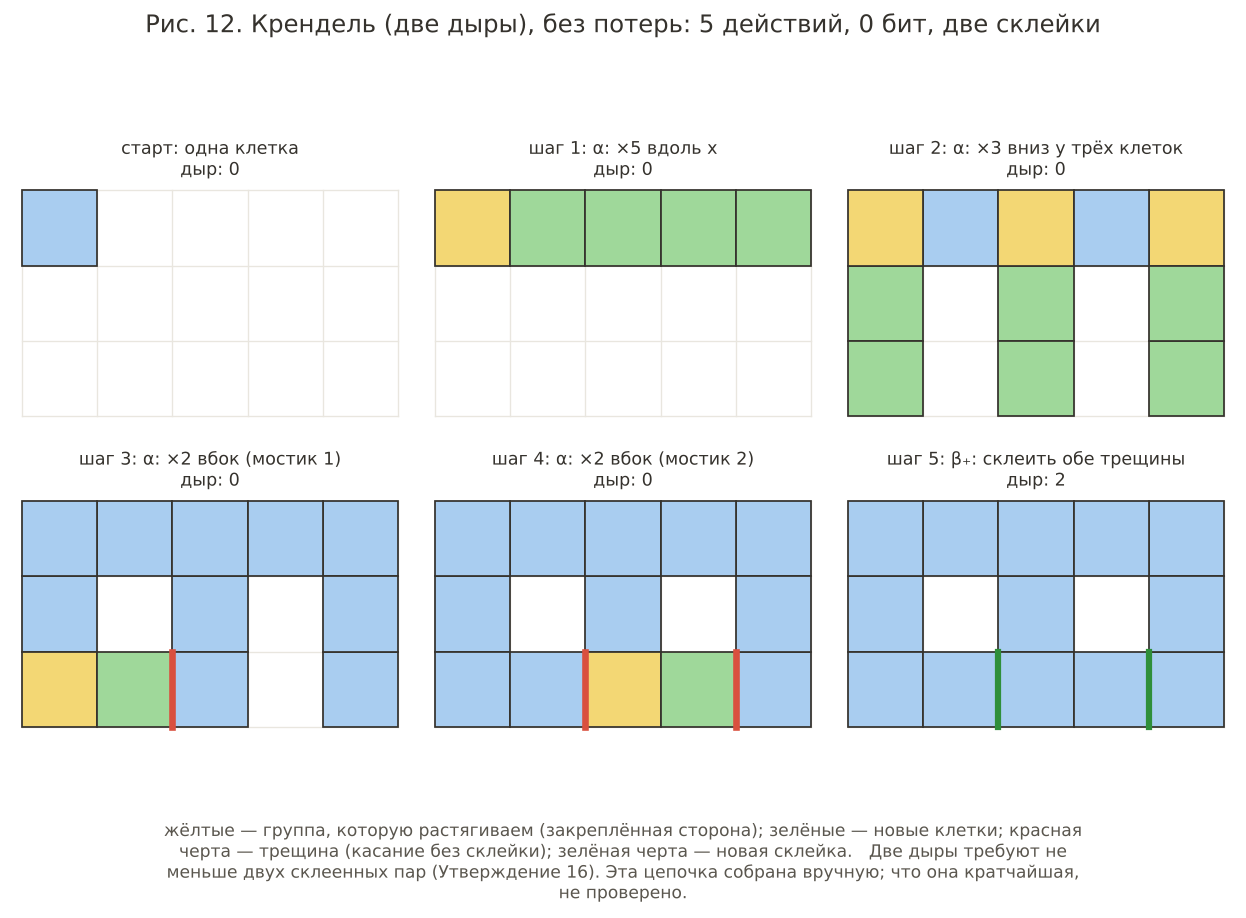 Рис. 12. Крендель (две дыры), без потерь: 5 действий, 0 бит, две склейки
старт: одна клетка
дыр: 0
шаг 1: α: ×5 вдоль x
дыр: 0
шаг 2: α: ×3 вниз у трёх клеток
дыр: 0
шаг 3: α: ×2 вбок (мостик 1)
дыр: 0
шаг 4: α: ×2 вбок (мостик 2)
дыр: 0
шаг 5: β₊: склеить обе трещины
дыр: 2
жёлтые — группа, которую растягиваем (закреплённая сторона); зелёные — новые клетки; красная
черта — трещина (касание без склейки); зелёная черта — новая склейка.   Две дыры требуют не
меньше двух склеенных пар (Утверждение 16). Эта цепочка собрана вручную; что она кратчайшая,
не проверено.